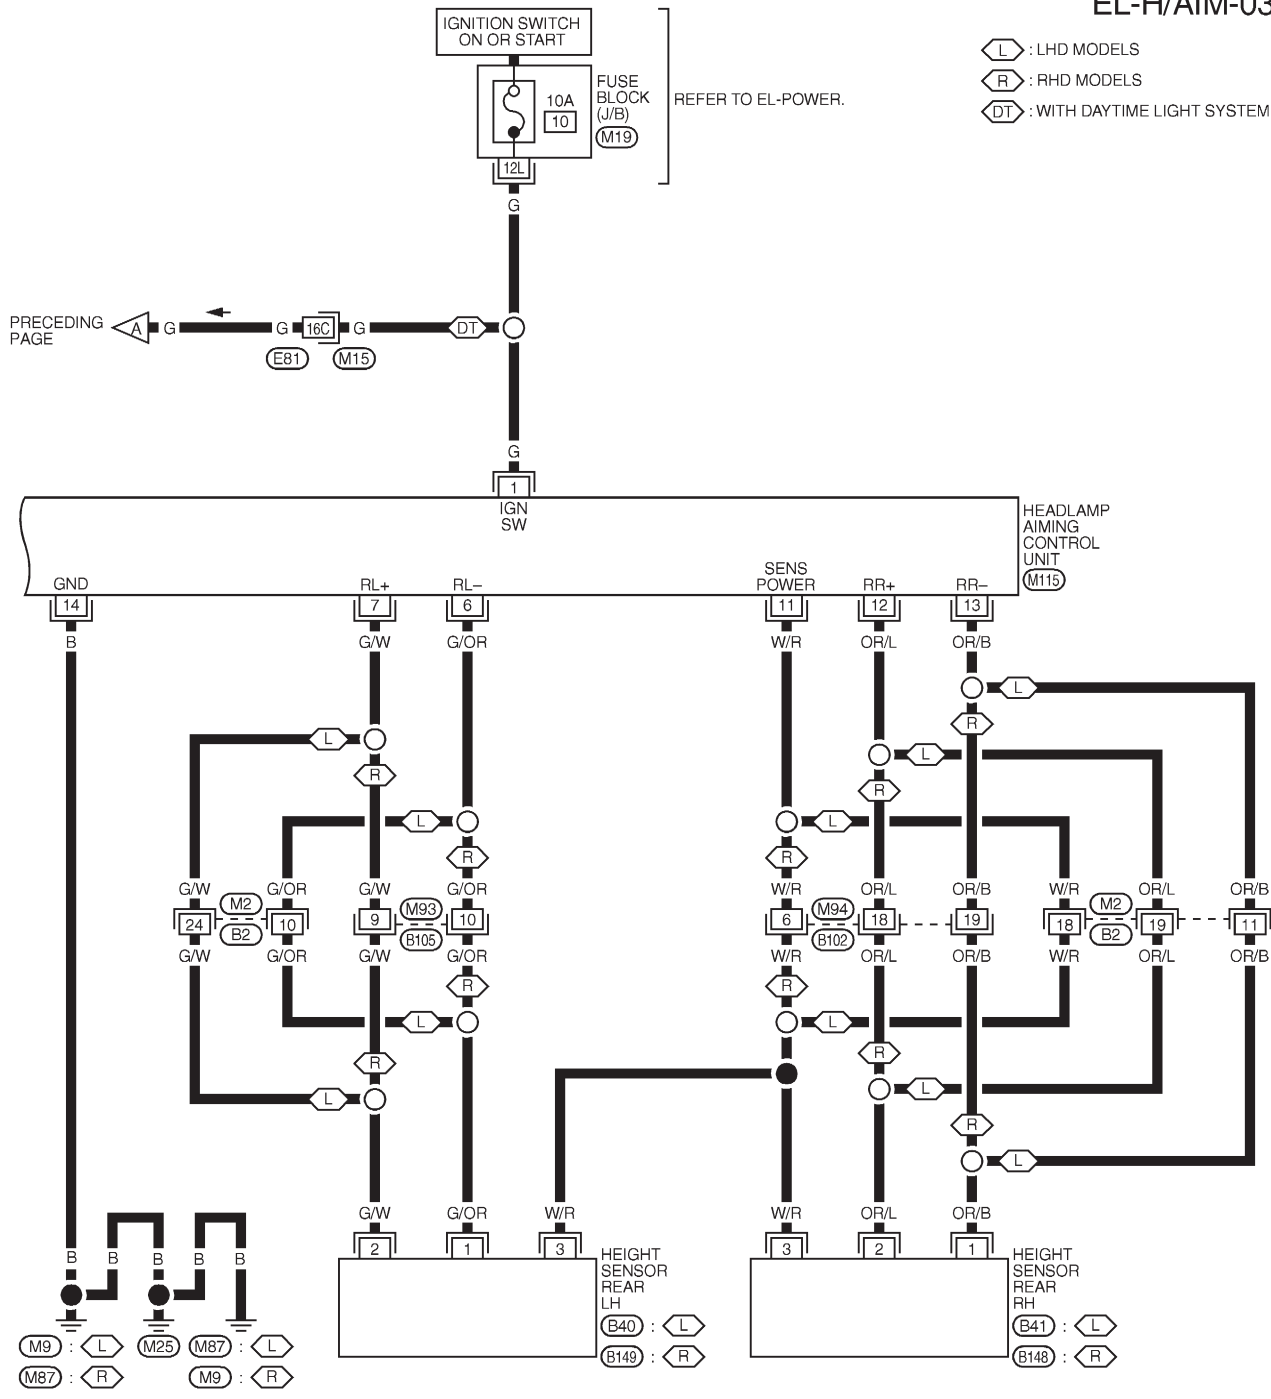 EL-H/AIM-03
IGNITION SWITCH
ON OR START
L : LHD MODELS
R : RHD MODELS
DT : WITH DAYTIME LIGHT SYSTEM
FUSE
BLOCK
(J/B)
M19
10A
10
REFER TO EL-POWER.
12L
G
PRECEDING
PAGE
A G G 16C G DT
E81 M15
G
1
IGN
SW
HEADLAMP
AIMING
CONTROL
UNIT
M115
SENS
GND RL+ RL– POWER RR+ RR–
14 7 6 11 12 13
B G/W G/OR W/R OR/L OR/B
L
R
L L
R R
L L
R R
G/W G/OR G/W G/OR W/R OR/L OR/B W/R OR/L OR/B
M2 M93 M94 M2
24 10 9 10 6 18 19 18 19 11
B2 B105 B102 B2
G/W G/OR G/W G/OR W/R OR/L OR/B W/R OR/L OR/B
R R
L L
R R
L L
R
L
G/W G/OR W/R W/R OR/L OR/B
2 1 3 3 2 1
B B B B B
HEIGHT
SENSOR
REAR
LH
B40 : L
B149 : R
HEIGHT
SENSOR
REAR
RH
B41 : L
B148 : R
M9 : L M25 M87 : L
M87 : R M9 : R